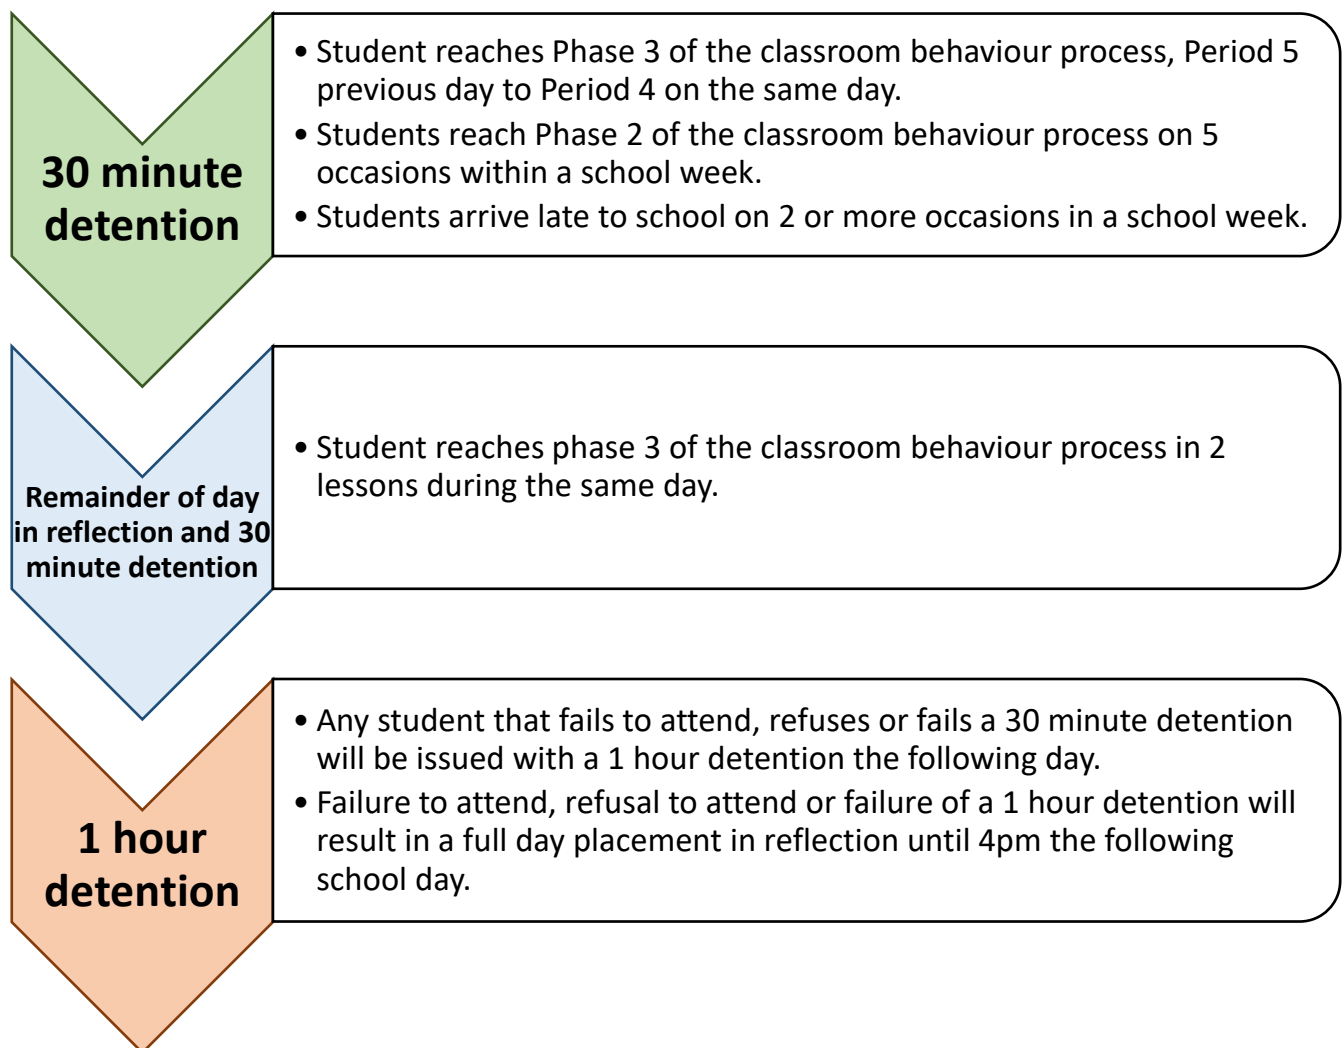 30 minute
detention
• Student reaches Phase 3 of the classroom behaviour process, Period 5
previous day to Period 4 on the same day.
• Students reach Phase 2 of the classroom behaviour process on 5
occasions within a school week.
• Students arrive late to school on 2 or more occasions in a school week.
Remainder of day
in reflection and 30
minute detention
• Student reaches phase 3 of the classroom behaviour process in 2
lessons during the same day.
1 hour
detention
• Any student that fails to attend, refuses or fails a 30 minute detention
will be issued with a 1 hour detention the following day.
• Failure to attend, refusal to attend or failure of a 1 hour detention will
result in a full day placement in reflection until 4pm the following
school day.